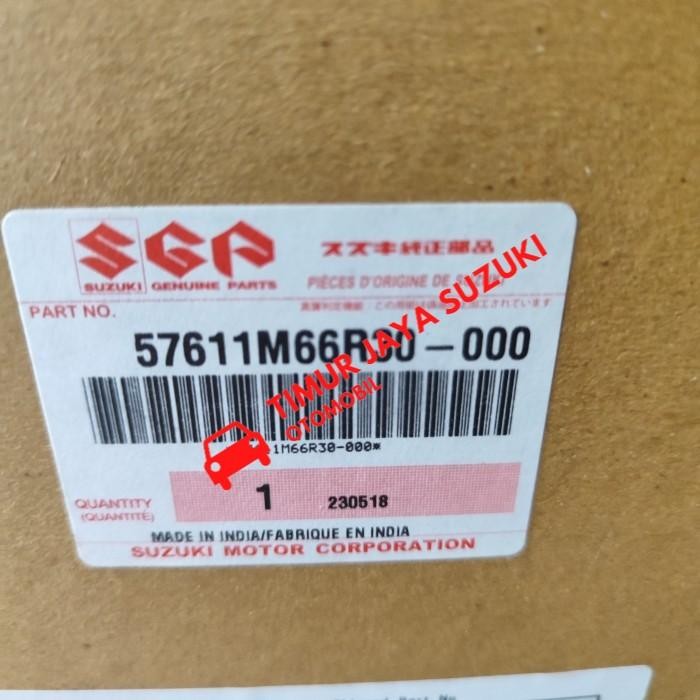 SGP
SUZUKI GENUINE PARTS
スズキ純正部品
PIÈCES D'ORIGINE DE SUZUKI
PART NO.
57611M66R30-000
TIMUR JAYA SUZUKI
OTOMOBIL
1M66R30-000*
QUANTITY
(QUANTITÉ)
1 230518
MADE IN INDIA/FABRIQUE EN INDIA
SUZUKI MOTOR CORPORATION